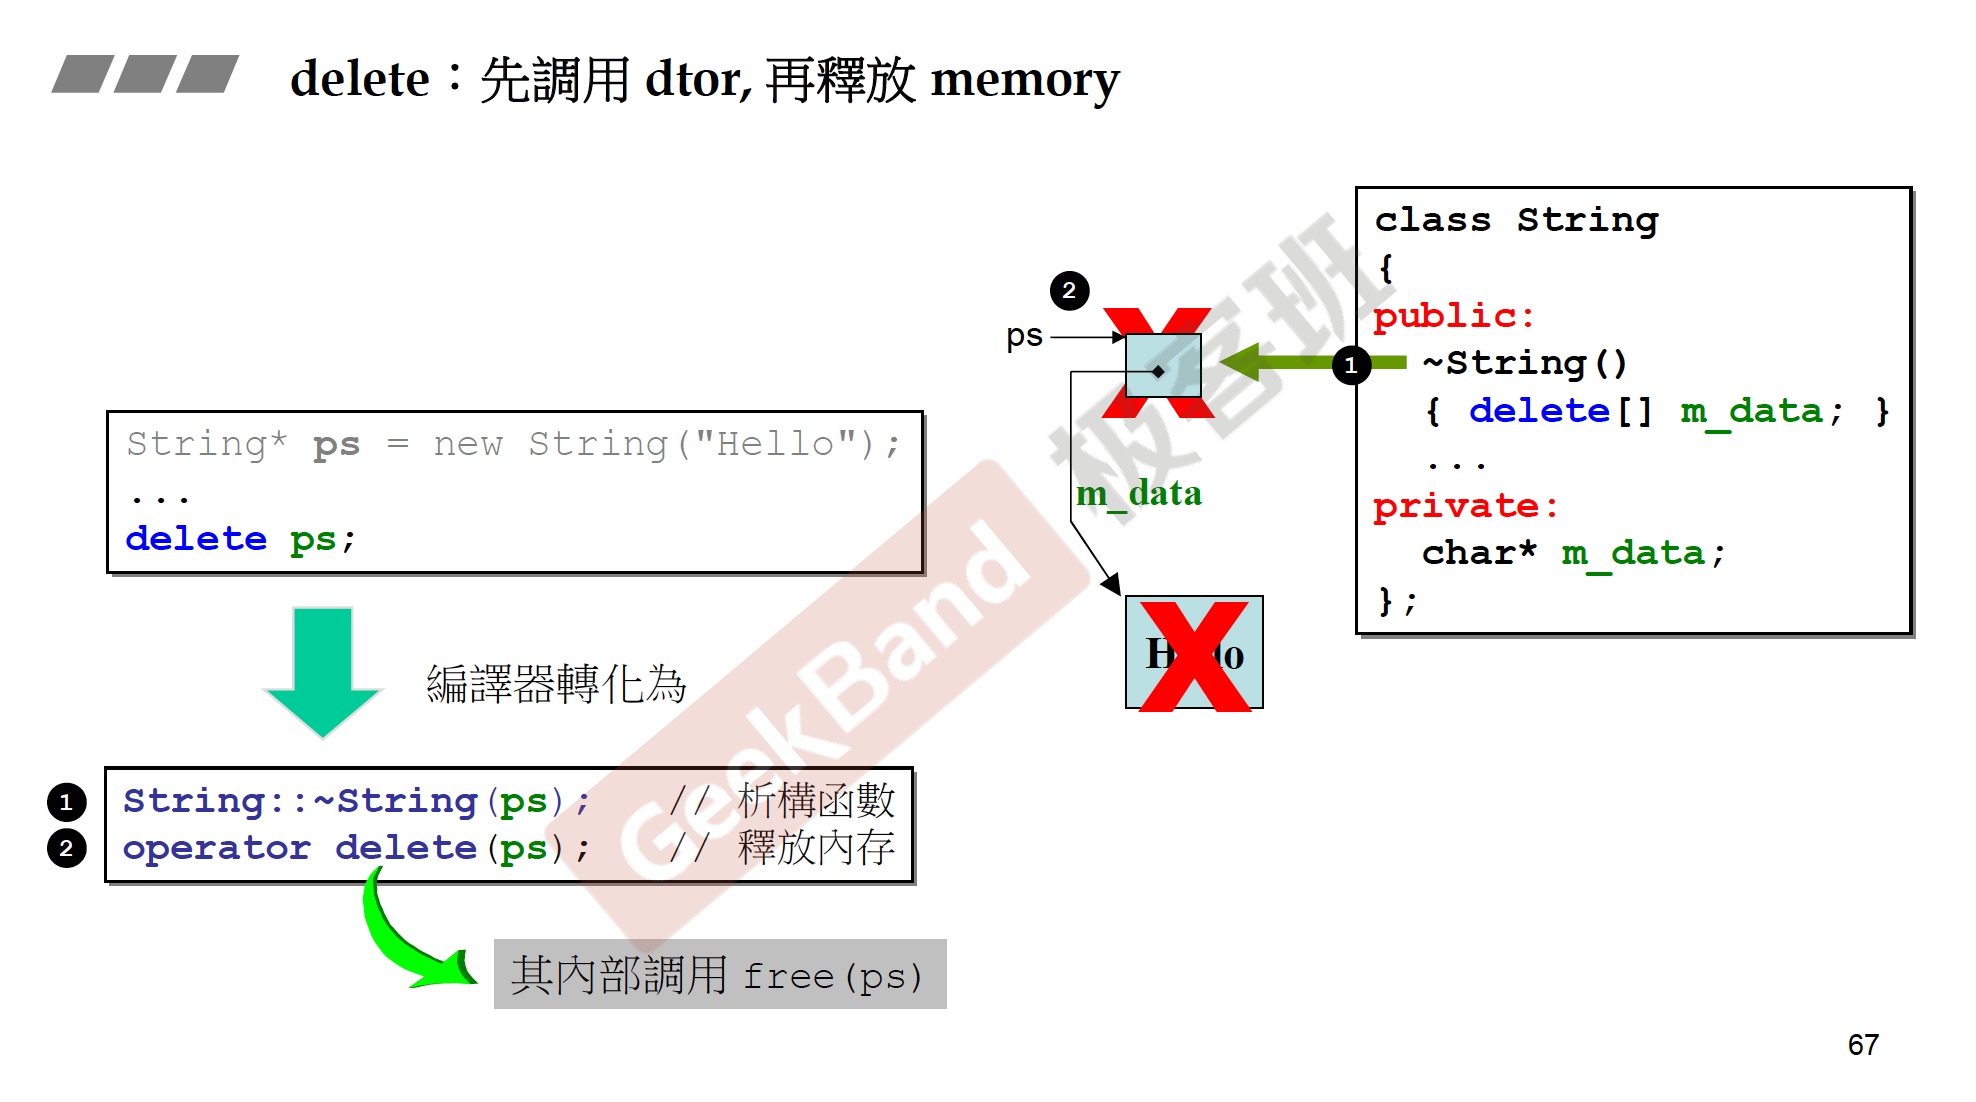 delete：先調用 dtor, 再釋放 memory
String* ps = new String("Hello");
...
delete ps;
編譯器轉化為
1 String::~String(ps); // 析構函數
2 operator delete(ps); // 釋放內存
其內部調用 free(ps)
2
ps
m_data
Hello
1
class String
{
public:
~String()
{ delete[] m_data; }
...
private:
char* m_data;
};
GeekBand 极客班
67